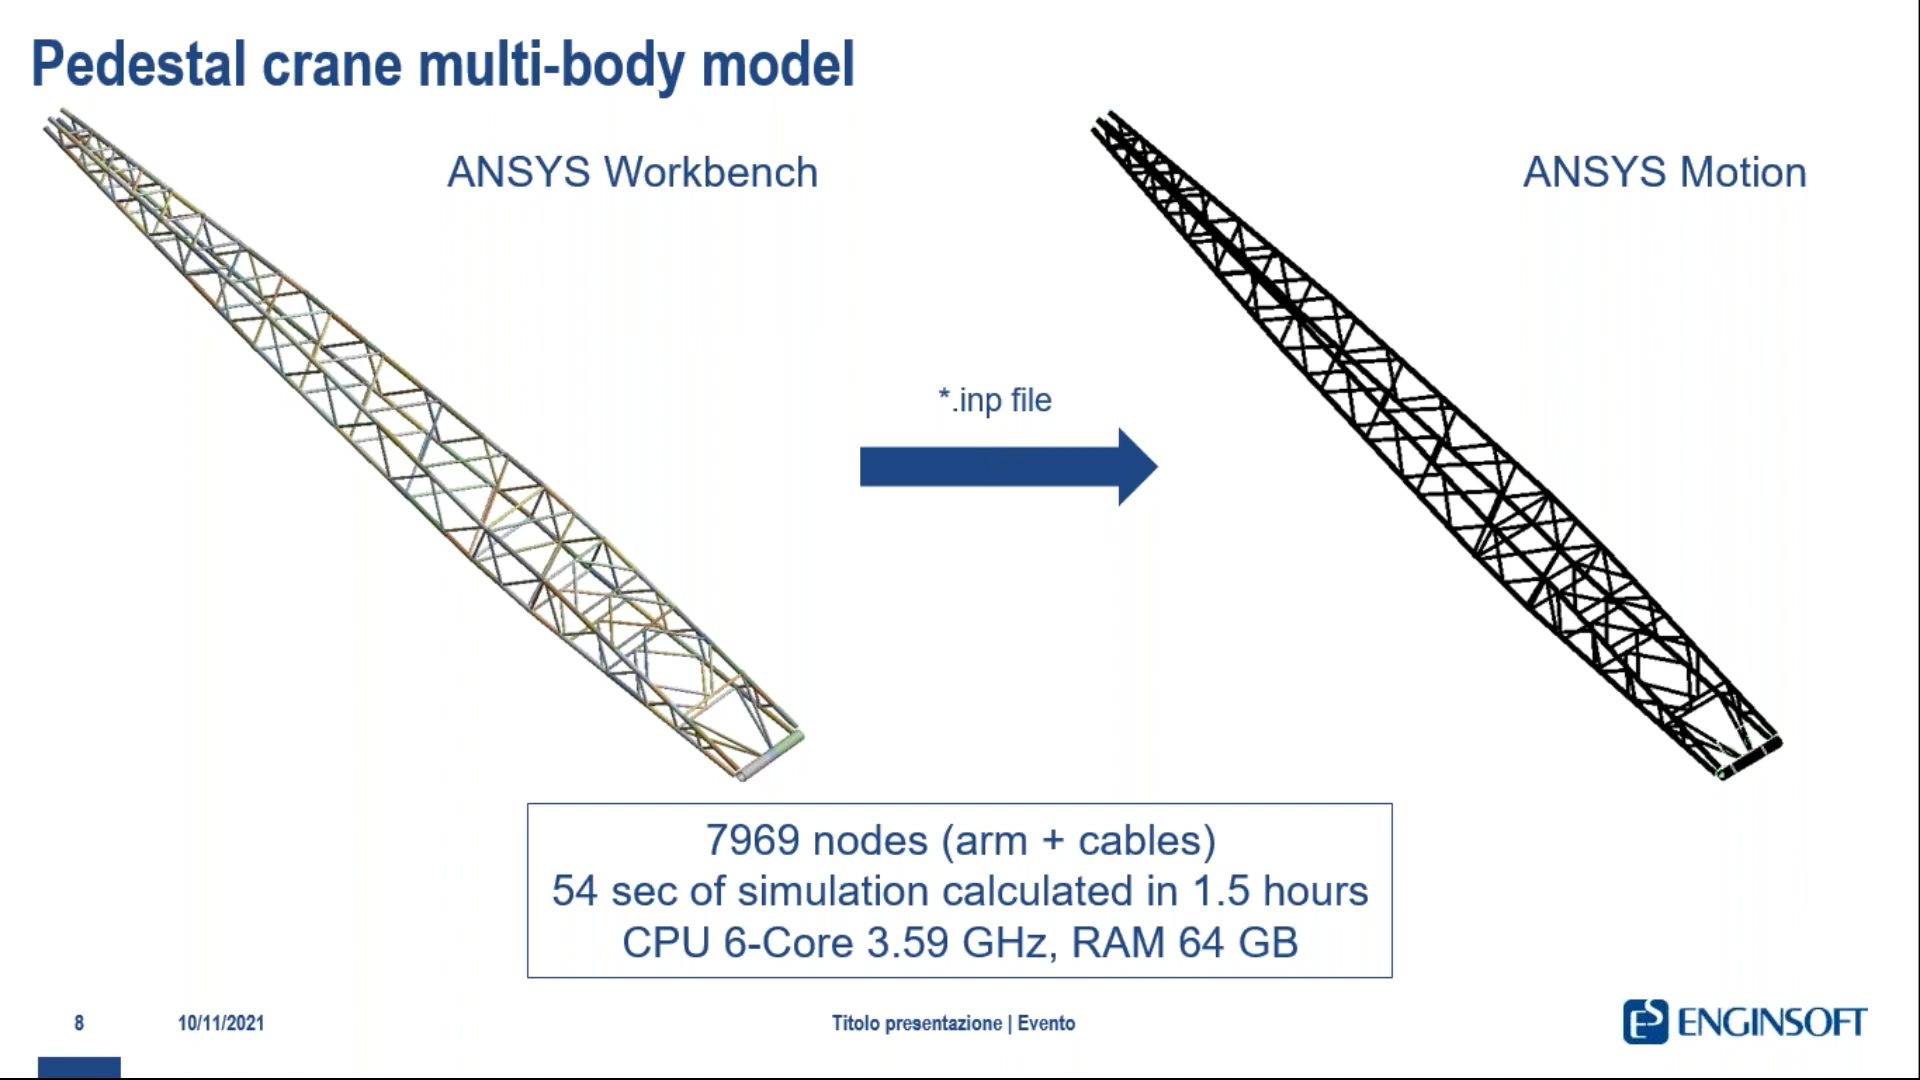 Pedestal crane multi-body model
ANSYS Workbench
ANSYS Motion
*.inp file
7969 nodes (arm + cables)
54 sec of simulation calculated in 1.5 hours
CPU 6-Core 3.59 GHz, RAM 64 GB
8
10/11/2021
Titolo presentazione | Evento
ENGINSOFT